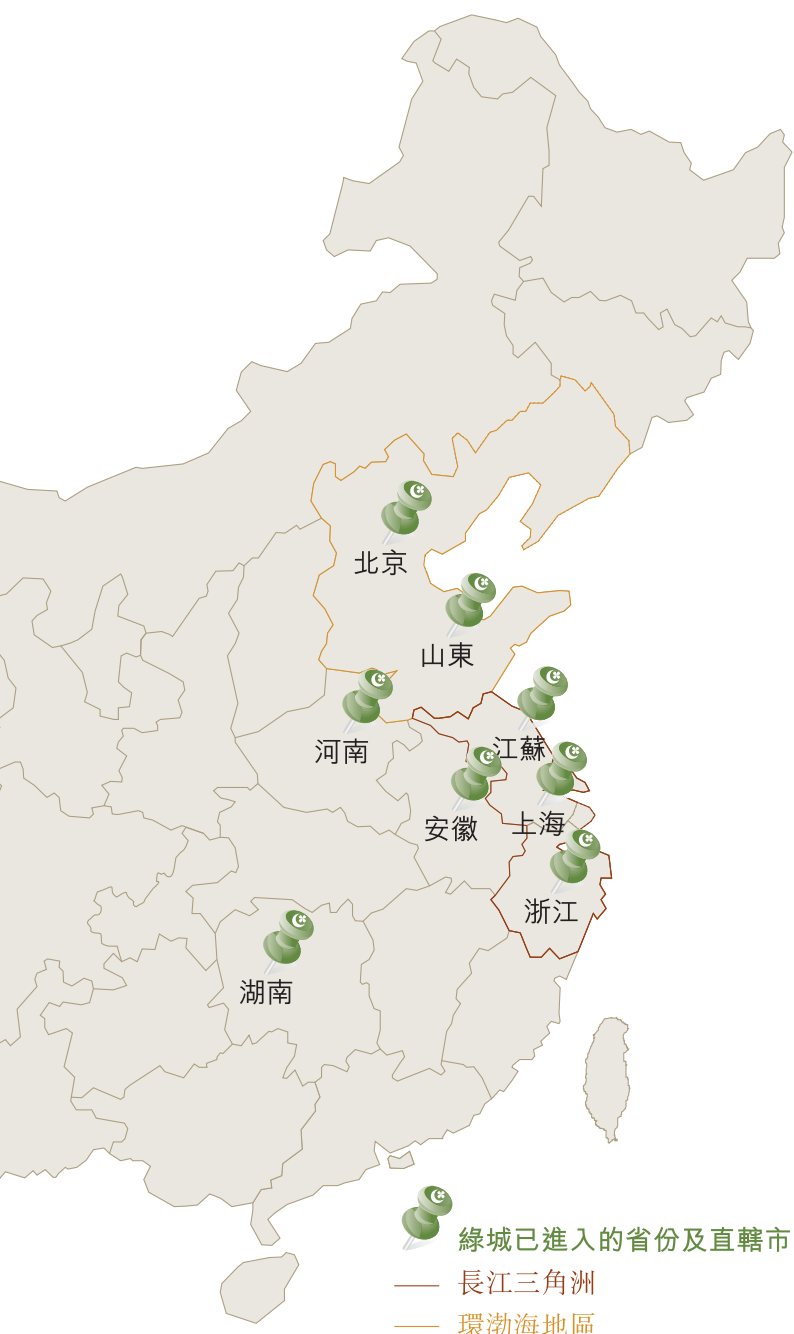 北京
山東
江蘇
河南
安徽
上海
浙江
湖南
綠城已進入的省份及直轄市
長江三角洲
環渤海地區